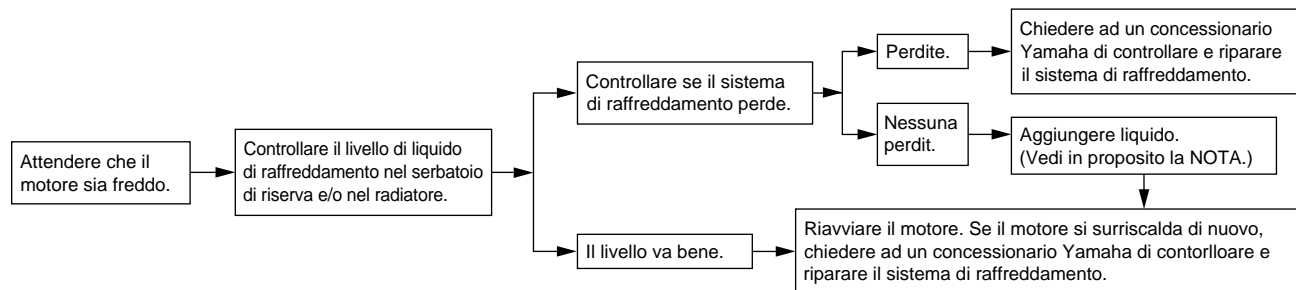 Attendere che il
motore sia freddo.
Controllare il livello di liquido
di raffreddamento nel serbatoio
di riserva e/o nel radiatore.
Controllare se il sistema
di raffreddamento perde.
Perdite.
Chiedere ad un concessionario
Yamaha di controllare e riparare
il sistema di raffreddamento.
Nessuna
perdit.
Aggiungere liquido.
(Vedi in proposito la NOTA.)
Il livello va bene.
Riavviare il motore. Se il motore si surriscalda di nuovo,
chiedere ad un concessionario Yamaha di contorlloare e
riparare il sistema di raffreddamento.